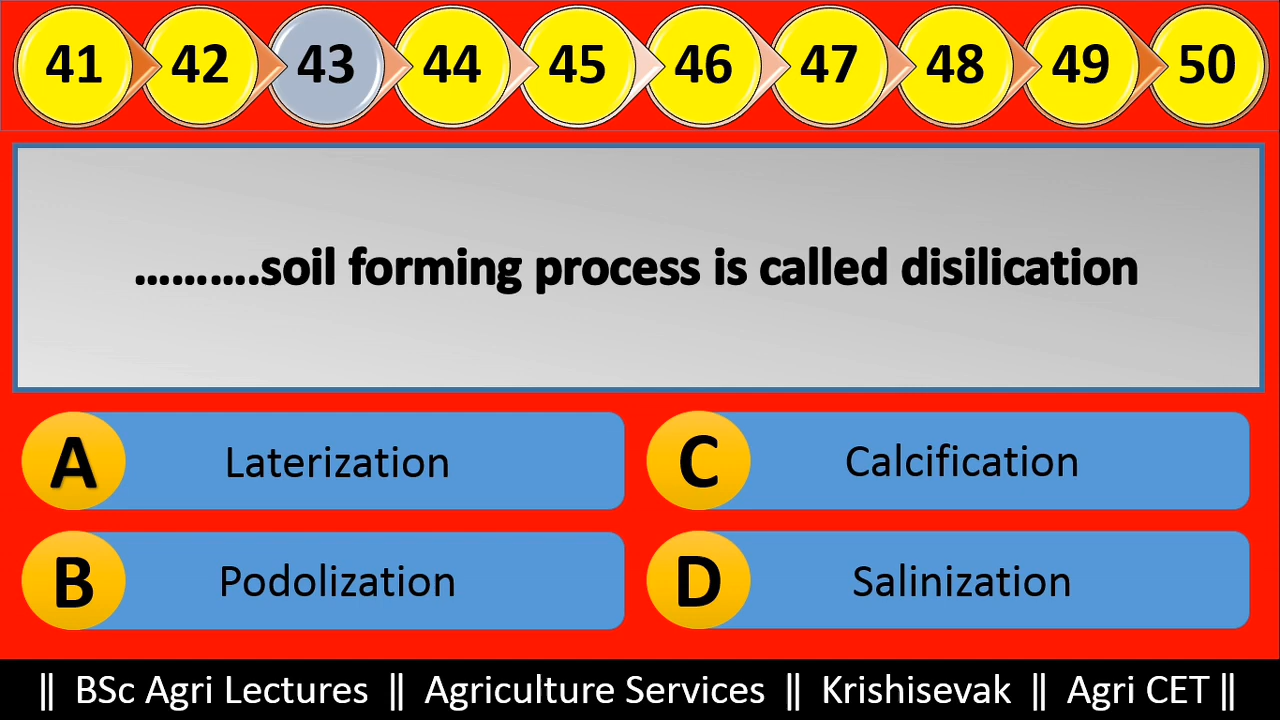 41 42 43 44 45 46 47 48 49 50
……….soil forming process is called disilication
A Laterization
C Calcification
B Podolization
D Salinization
|| BSc Agri Lectures || Agriculture Services || Krishisevak || Agri CET ||